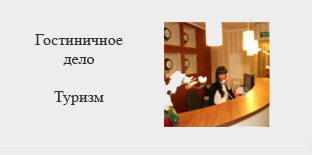 Гостиничное
дело
Туризм